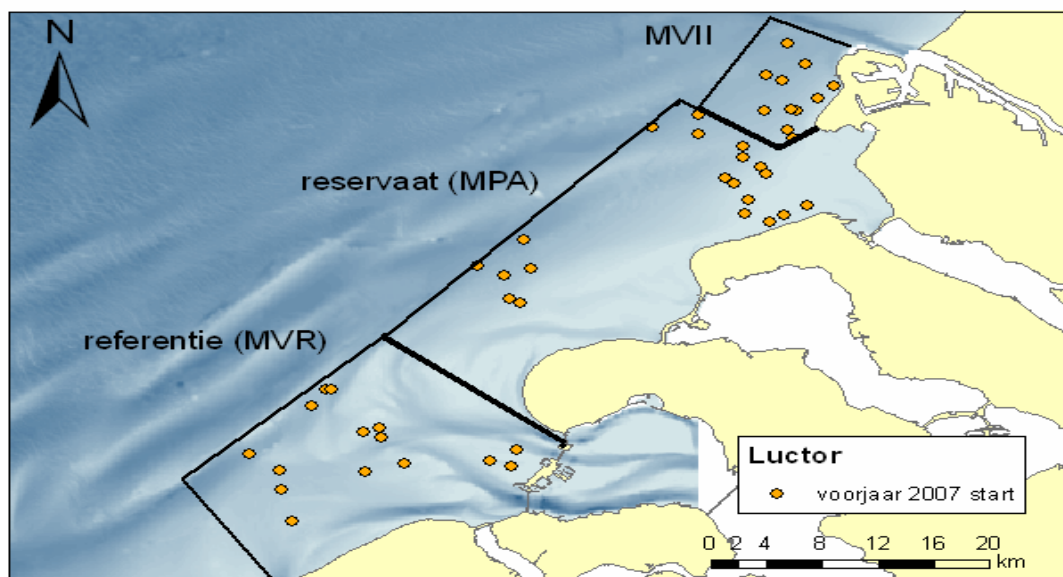 N
MVII
reservaat (MPA)
referentie (MVR)
Luctor
voorjaar 2007 start
0 2 4 8 12 16 20
km